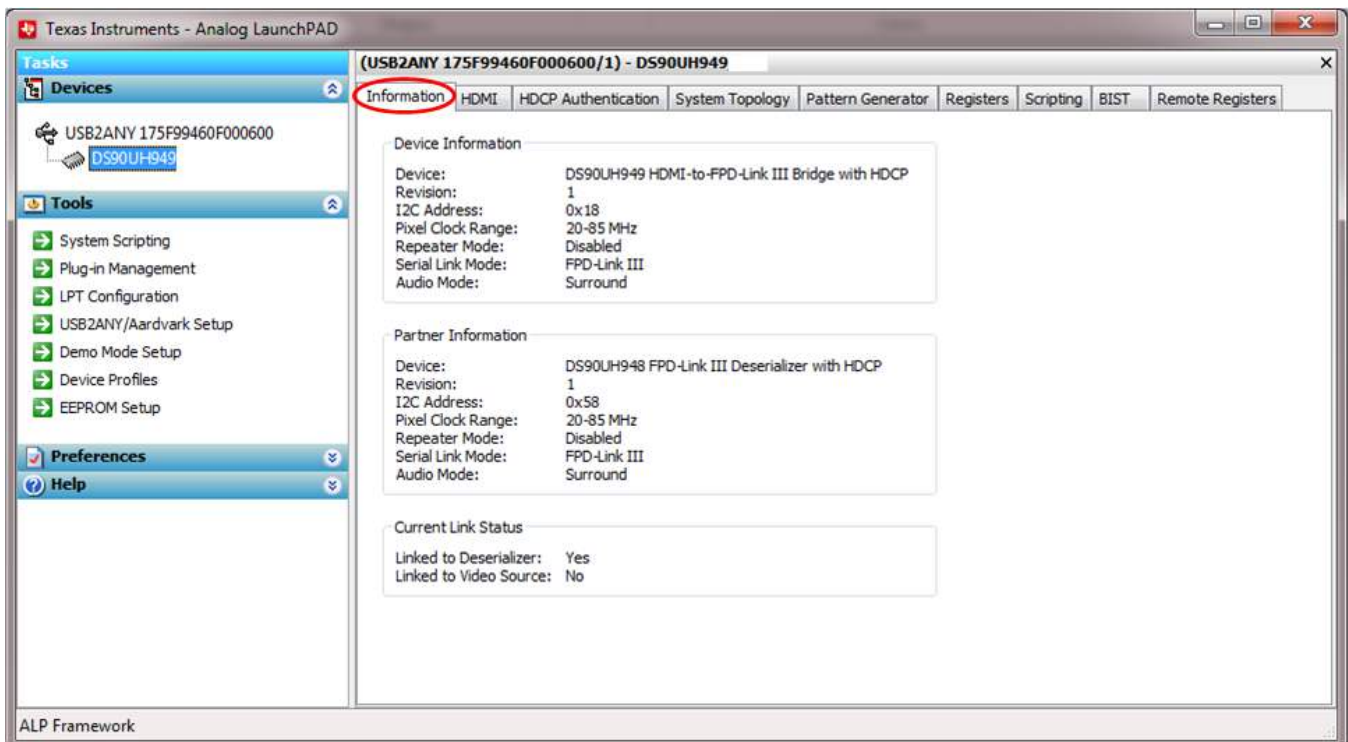 Texas Instruments - Analog LaunchPAD
Tasks
Devices
USB2ANY 175F99460F000600
DS90UH949
Tools
System Scripting
Plug-in Management
LPT Configuration
USB2ANY/Aardvark Setup
Demo Mode Setup
Device Profiles
EEPROM Setup
Preferences
Help
(USB2ANY 175F99460F000600/1) - DS90UH949
Information HDMI HDCP Authentication System Topology Pattern Generator Registers Scripting BIST Remote Registers
Device Information
Device: DS90UH949 HDMI-to-FPD-Link III Bridge with HDCP
Revision: 1
I2C Address: 0x18
Pixel Clock Range: 20-85 MHz
Repeater Mode: Disabled
Serial Link Mode: FPD-Link III
Audio Mode: Surround
Partner Information
Device: DS90UH948 FPD-Link III Deserializer with HDCP
Revision: 1
I2C Address: 0x58
Pixel Clock Range: 20-85 MHz
Repeater Mode: Disabled
Serial Link Mode: FPD-Link III
Audio Mode: Surround
Current Link Status
Linked to Deserializer: Yes
Linked to Video Source: No
ALP Framework